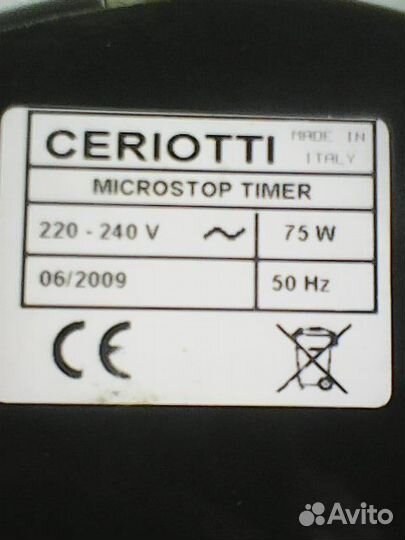 CERIOTTI MADE IN ITALY
MICROSTOP TIMER
220 - 240 V ~ 75 W
06/2009 50 Hz
CE
Avito